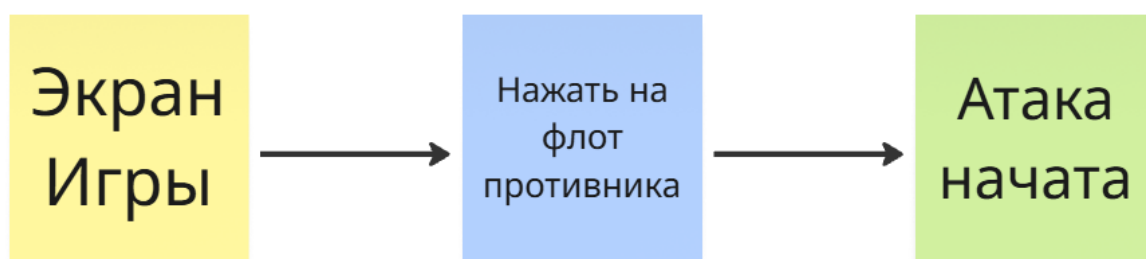 Экран
Игры
Нажать на
флот
противника
Атака
начата